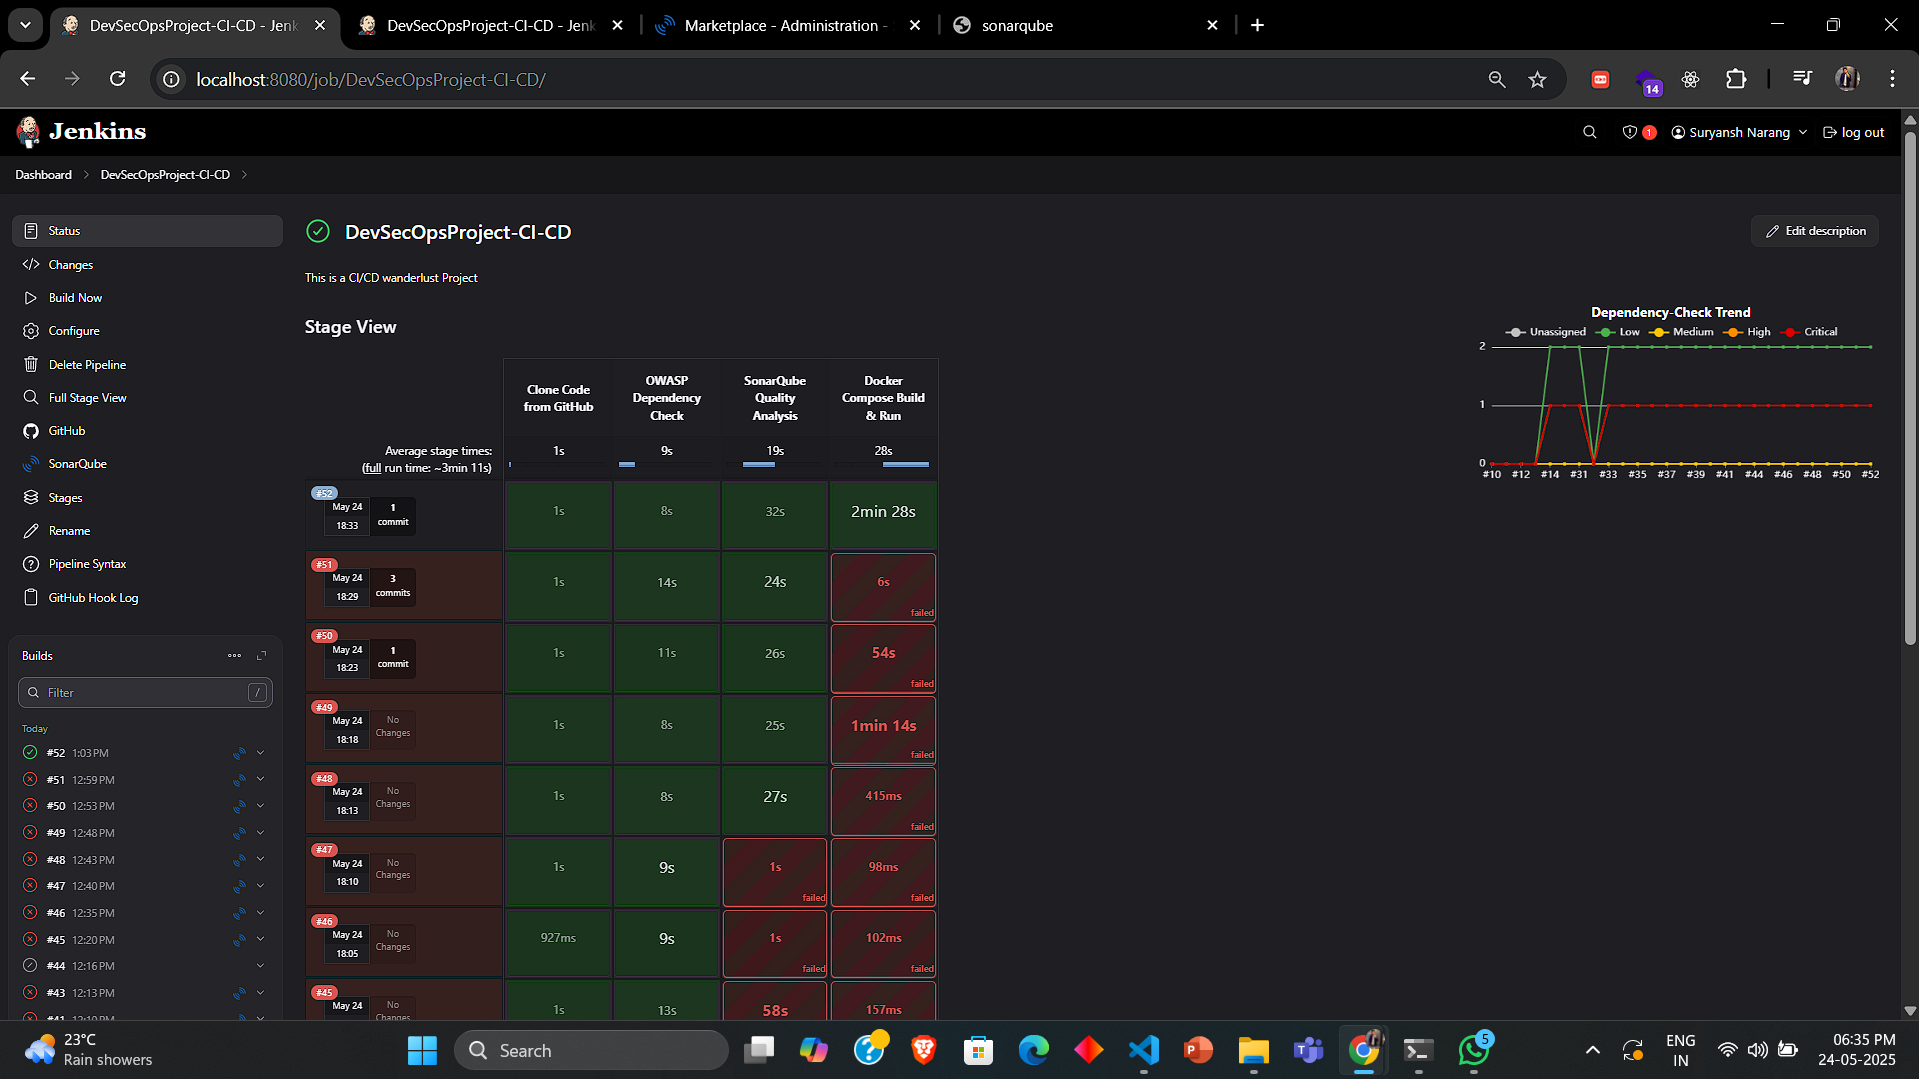 DevSecOpsProject-CI-CD - Jenk
DevSecOpsProject-CI-CD - Jenk
Marketplace - Administration -
sonarqube
localhost:8080/job/DevSecOpsProject-CI-CD/
14
Jenkins
1
Suryansh Narang
log out
Dashboard
DevSecOpsProject-CI-CD
Status
Changes
Build Now
Configure
Delete Pipeline
Full Stage View
GitHub
SonarQube
Stages
Rename
Pipeline Syntax
GitHub Hook Log
Builds
Filter
/
Today
#52 1:03 PM
#51 12:59 PM
#50 12:53 PM
#49 12:48 PM
#48 12:43 PM
#47 12:40 PM
#46 12:35 PM
#45 12:20 PM
#44 12:16 PM
#43 12:13 PM
#41 12:10 PM
DevSecOpsProject-CI-CD
Edit description
This is a CI/CD wanderlust Project
Stage View
Clone Code
from GitHub
OWASP
Dependency
Check
SonarQube
Quality
Analysis
Docker
Compose Build
& Run
Average stage times:
(full run time: ~3min 11s)
1s
9s
19s
28s
#52
May 24
18:33
1
commit
1s
8s
32s
2min 28s
#51
May 24
18:29
3
commits
1s
14s
24s
6s
failed
#50
May 24
18:23
1
commit
1s
11s
26s
54s
failed
#49
May 24
18:18
No
Changes
1s
8s
25s
1min 14s
failed
#48
May 24
18:13
No
Changes
1s
8s
27s
415ms
failed
#47
May 24
18:10
No
Changes
1s
9s
1s
failed
98ms
failed
#46
May 24
18:05
No
Changes
927ms
9s
1s
failed
102ms
failed
#45
May 24
No
Changes
1s
13s
58s
157ms
Dependency-Check Trend
Unassigned Low Medium High Critical
2
1
0
#10 #12 #14 #31 #33 #35 #37 #39 #41 #44 #46 #48 #50 #52
23°C
Rain showers
Search
5
ENG
IN
06:35 PM
24-05-2025